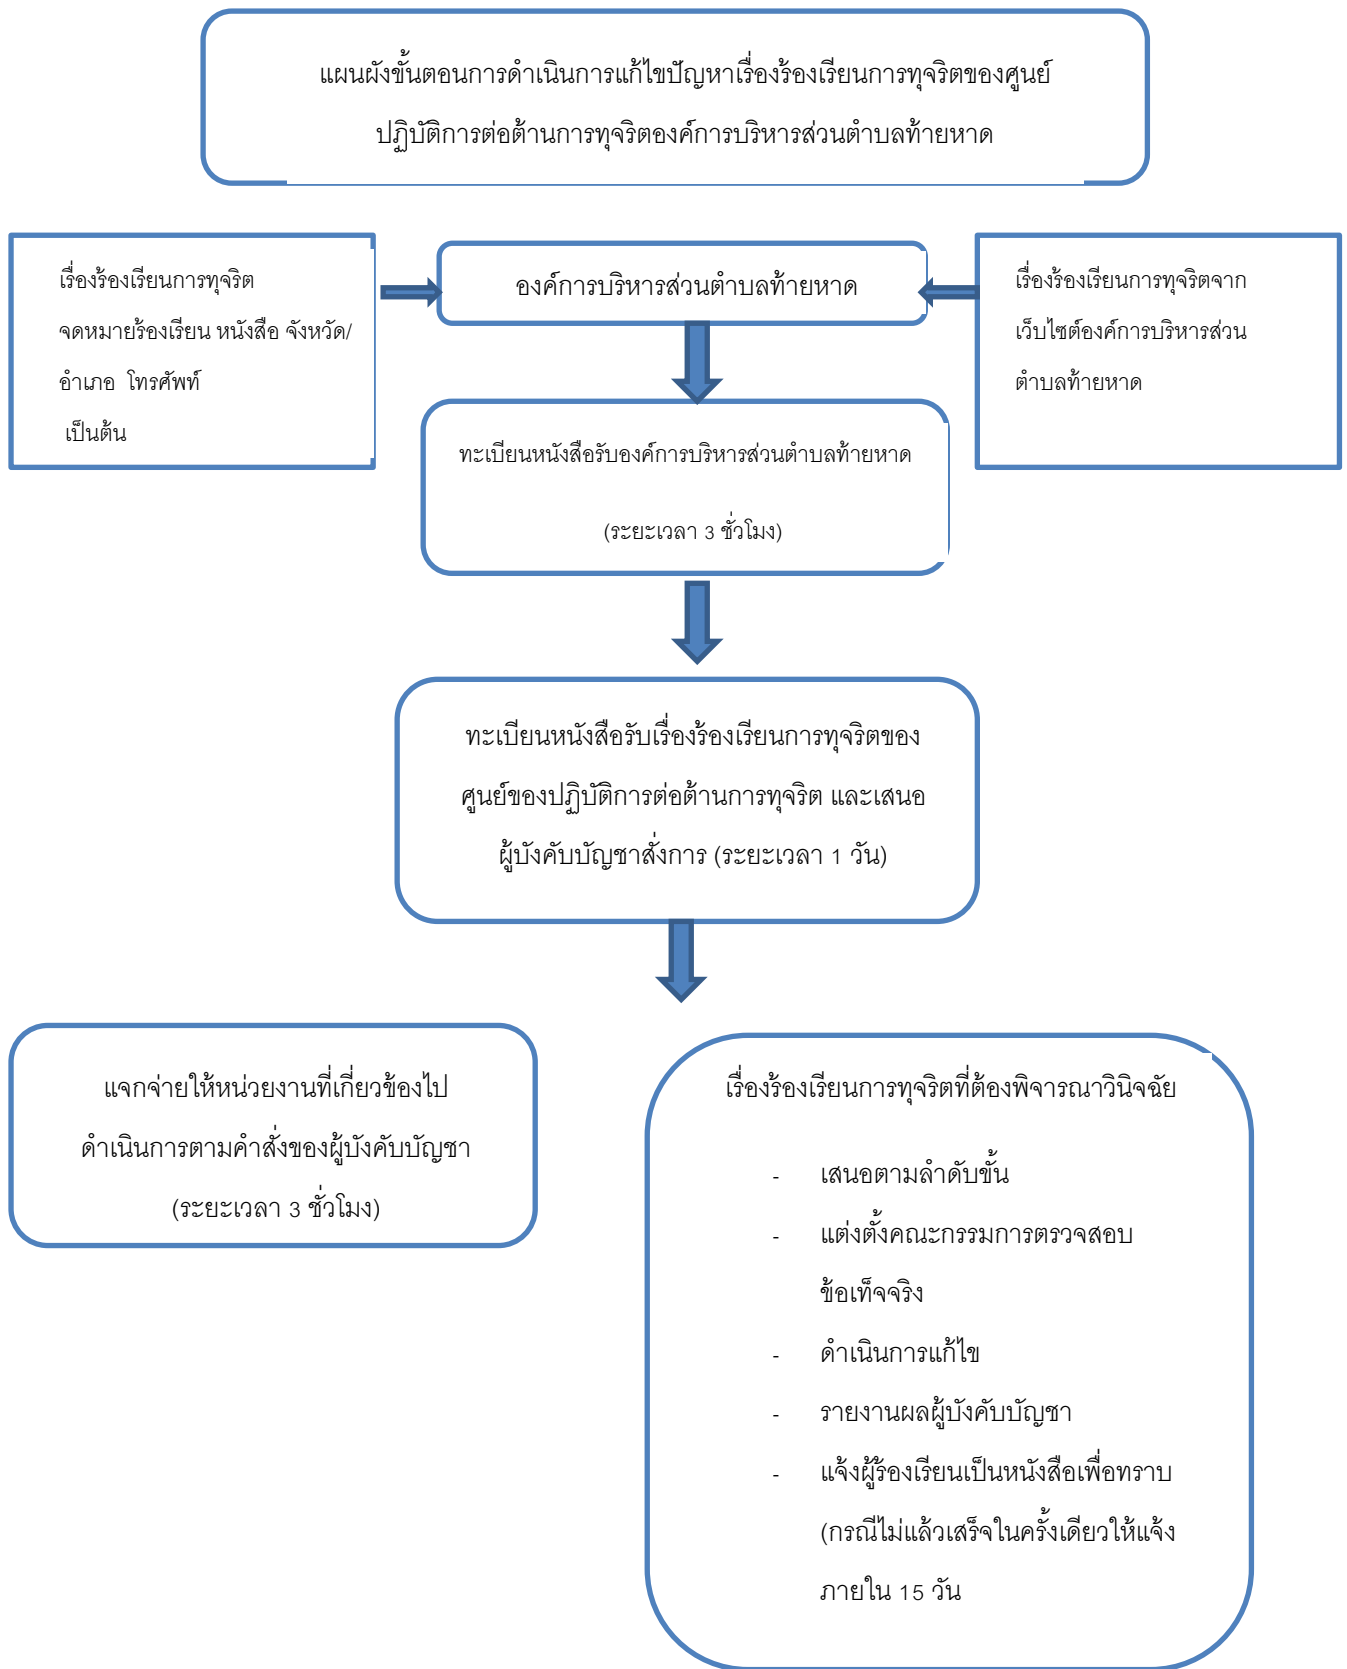 แผนผังขั้นตอนการดำเนินการแก้ไขปัญหาเรื่องร้องเรียนการทุจริตของศูนย์
ปฏิบัติการต่อต้านการทุจริตองค์การบริหารส่วนตำบลท้ายหาด
เรื่องร้องเรียนการทุจริต
จดหมายร้องเรียน หนังสือ จังหวัด/
อำเภอ โทรศัพท์
เป็นต้น
องค์การบริหารส่วนตำบลท้ายหาด
เรื่องร้องเรียนการทุจริตจาก
เว็บไซต์องค์การบริหารส่วน
ตำบลท้ายหาด
ทะเบียนหนังสือรับองค์การบริหารส่วนตำบลท้ายหาด
(ระยะเวลา 3 ชั่วโมง)
ทะเบียนหนังสือรับเรื่องร้องเรียนการทุจริตของ
ศูนย์ของปฏิบัติการต่อต้านการทุจริต และเสนอ
ผู้บังคับบัญชาสั่งการ (ระยะเวลา 1 วัน)
แจกจ่ายให้หน่วยงานที่เกี่ยวข้องไป
ดำเนินการตามคำสั่งของผู้บังคับบัญชา
(ระยะเวลา 3 ชั่วโมง)
เรื่องร้องเรียนการทุจริตที่ต้องพิจารณาวินิจฉัย
- เสนอตามลำดับขั้น
- แต่งตั้งคณะกรรมการตรวจสอบ
ข้อเท็จจริง
- ดำเนินการแก้ไข
- รายงานผลผู้บังคับบัญชา
- แจ้งผู้ร้องเรียนเป็นหนังสือเพื่อทราบ
(กรณีไม่แล้วเสร็จในครั้งเดียวให้แจ้ง
ภายใน 15 วัน